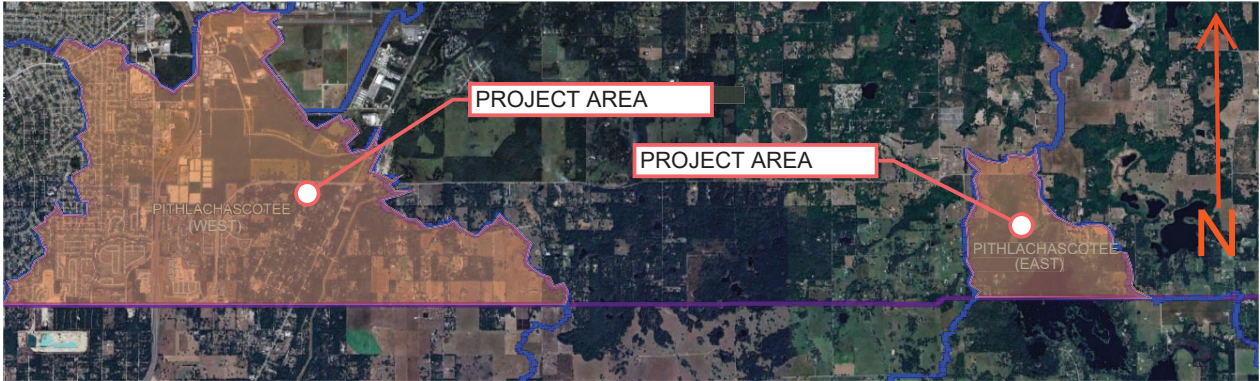 PROJECT AREA
PROJECT AREA
PITHLACHASCOTEE
(WEST)
PITHLACHASCOTEE
(EAST)
N